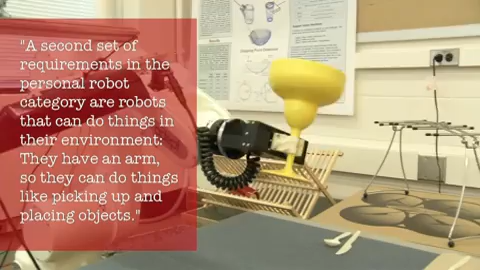 "A second set of
requirements in the
personal robot
category are robots
that can do things in
their environment:
They have an arm,
so they can do things
like picking up and
placing objects."